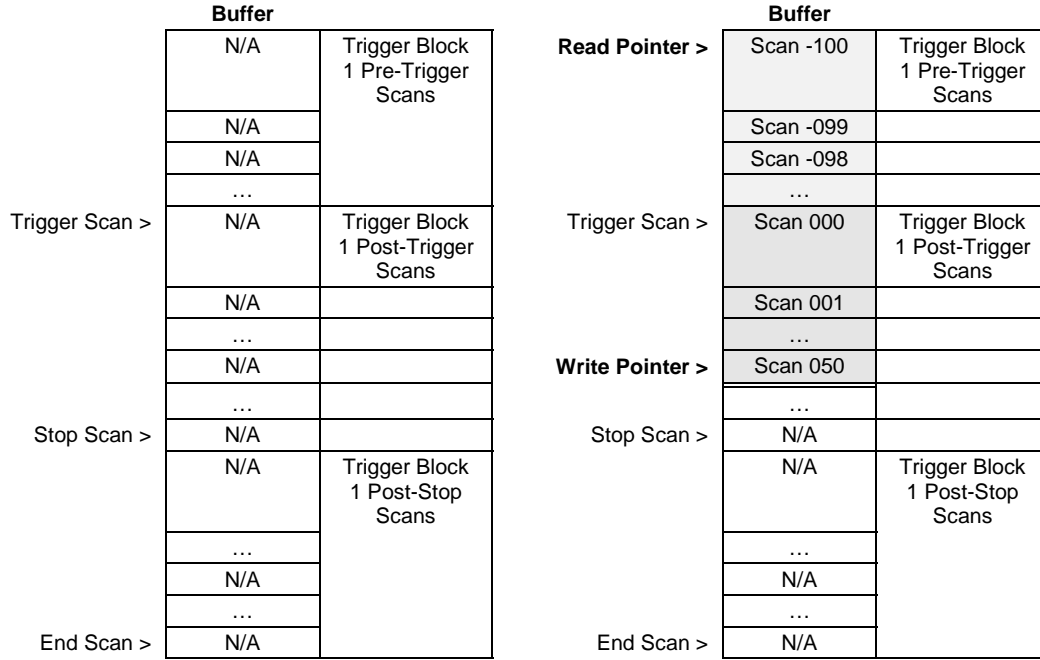 Buffer
N/A Trigger Block
1 Pre-Trigger
Scans
N/A
N/A
…
Trigger Scan > N/A Trigger Block
1 Post-Trigger
Scans
N/A
…
N/A
…
Stop Scan > N/A
N/A Trigger Block
1 Post-Stop
Scans
…
N/A
…
End Scan > N/A
Buffer
Read Pointer > Scan -100 Trigger Block
1 Pre-Trigger
Scans
Scan -099
Scan -098
…
Trigger Scan > Scan 000 Trigger Block
1 Post-Trigger
Scans
Scan 001
…
Write Pointer > Scan 050
…
Stop Scan > N/A
N/A Trigger Block
1 Post-Stop
Scans
…
N/A
…
End Scan > N/A